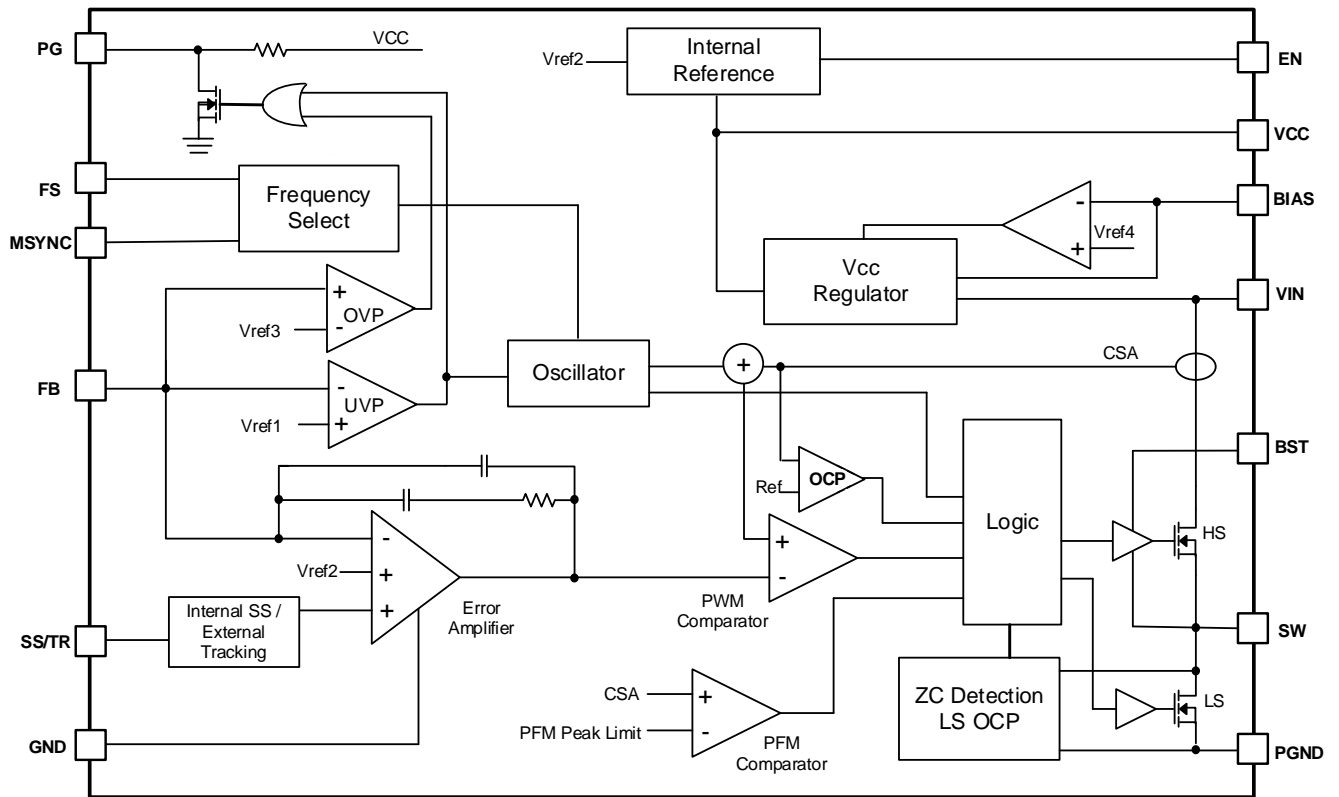 PG
VCC
Vref2
Internal
Reference
EN
VCC
FS
MSYNC
Frequency
Select
BIAS
-
+
Vref4
Vcc
Regulator
VIN
+
-
OVP
Vref3
FB
-
+
UVP
Vref1
Oscillator
+
CSA
BST
Ref
OCP
Logic
HS
-
+
+
Vref2
Error
Amplifier
+
-
PWM
Comparator
SS/TR
Internal SS /
External
Tracking
SW
CSA
PFM Peak Limit
+
-
PFM
Comparator
ZC Detection
LS OCP
LS
GND
PGND